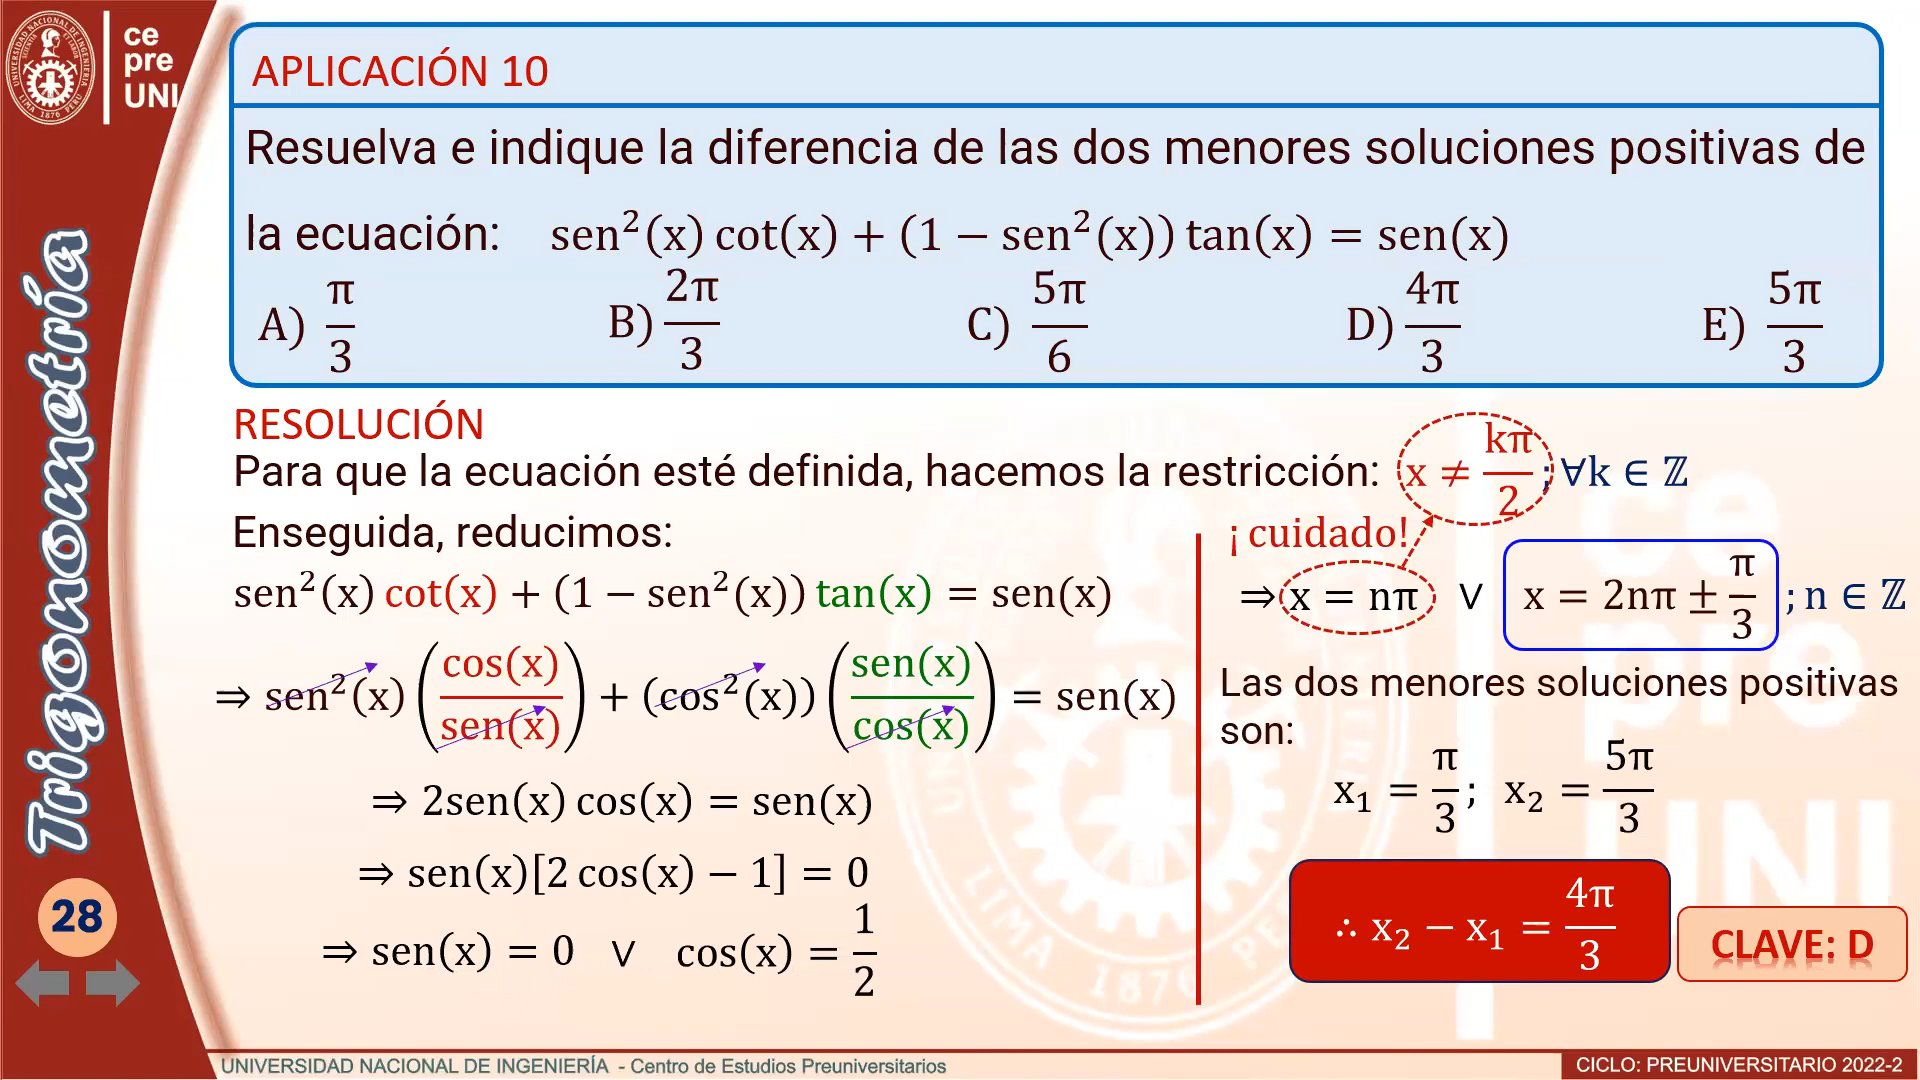 ce
pre
UNI
Trigonometría
28
APLICACIÓN 10
Resuelva e indique la diferencia de las dos menores soluciones positivas de
la ecuación: sen²(x) cot(x) + (1 − sen²(x)) tan(x) = sen(x)
A) π/3 B) 2π/3 C) 5π/6 D) 4π/3 E) 5π/3
RESOLUCIÓN
Para que la ecuación esté definida, hacemos la restricción: x ≠ kπ/2 ; ∀k ∈ ℤ
Enseguida, reducimos:
sen²(x) cot(x) + (1 − sen²(x)) tan(x) = sen(x)
⇒ sen²(x) (cos(x)/sen(x)) + (cos²(x)) (sen(x)/cos(x)) = sen(x)
⇒ 2sen(x) cos(x) = sen(x)
⇒ sen(x)[2 cos(x) − 1] = 0
⇒ sen(x) = 0 ∨ cos(x) = 1/2
¡cuidado!
⇒ x = nπ ∨ x = 2nπ ± π/3 ; n ∈ ℤ
Las dos menores soluciones positivas
son:
x₁ = π/3 ; x₂ = 5π/3
∴ x₂ − x₁ = 4π/3
CLAVE: D
UNIVERSIDAD NACIONAL DE INGENIERÍA - Centro de Estudios Preuniversitarios
CICLO: PREUNIVERSITARIO 2022-2